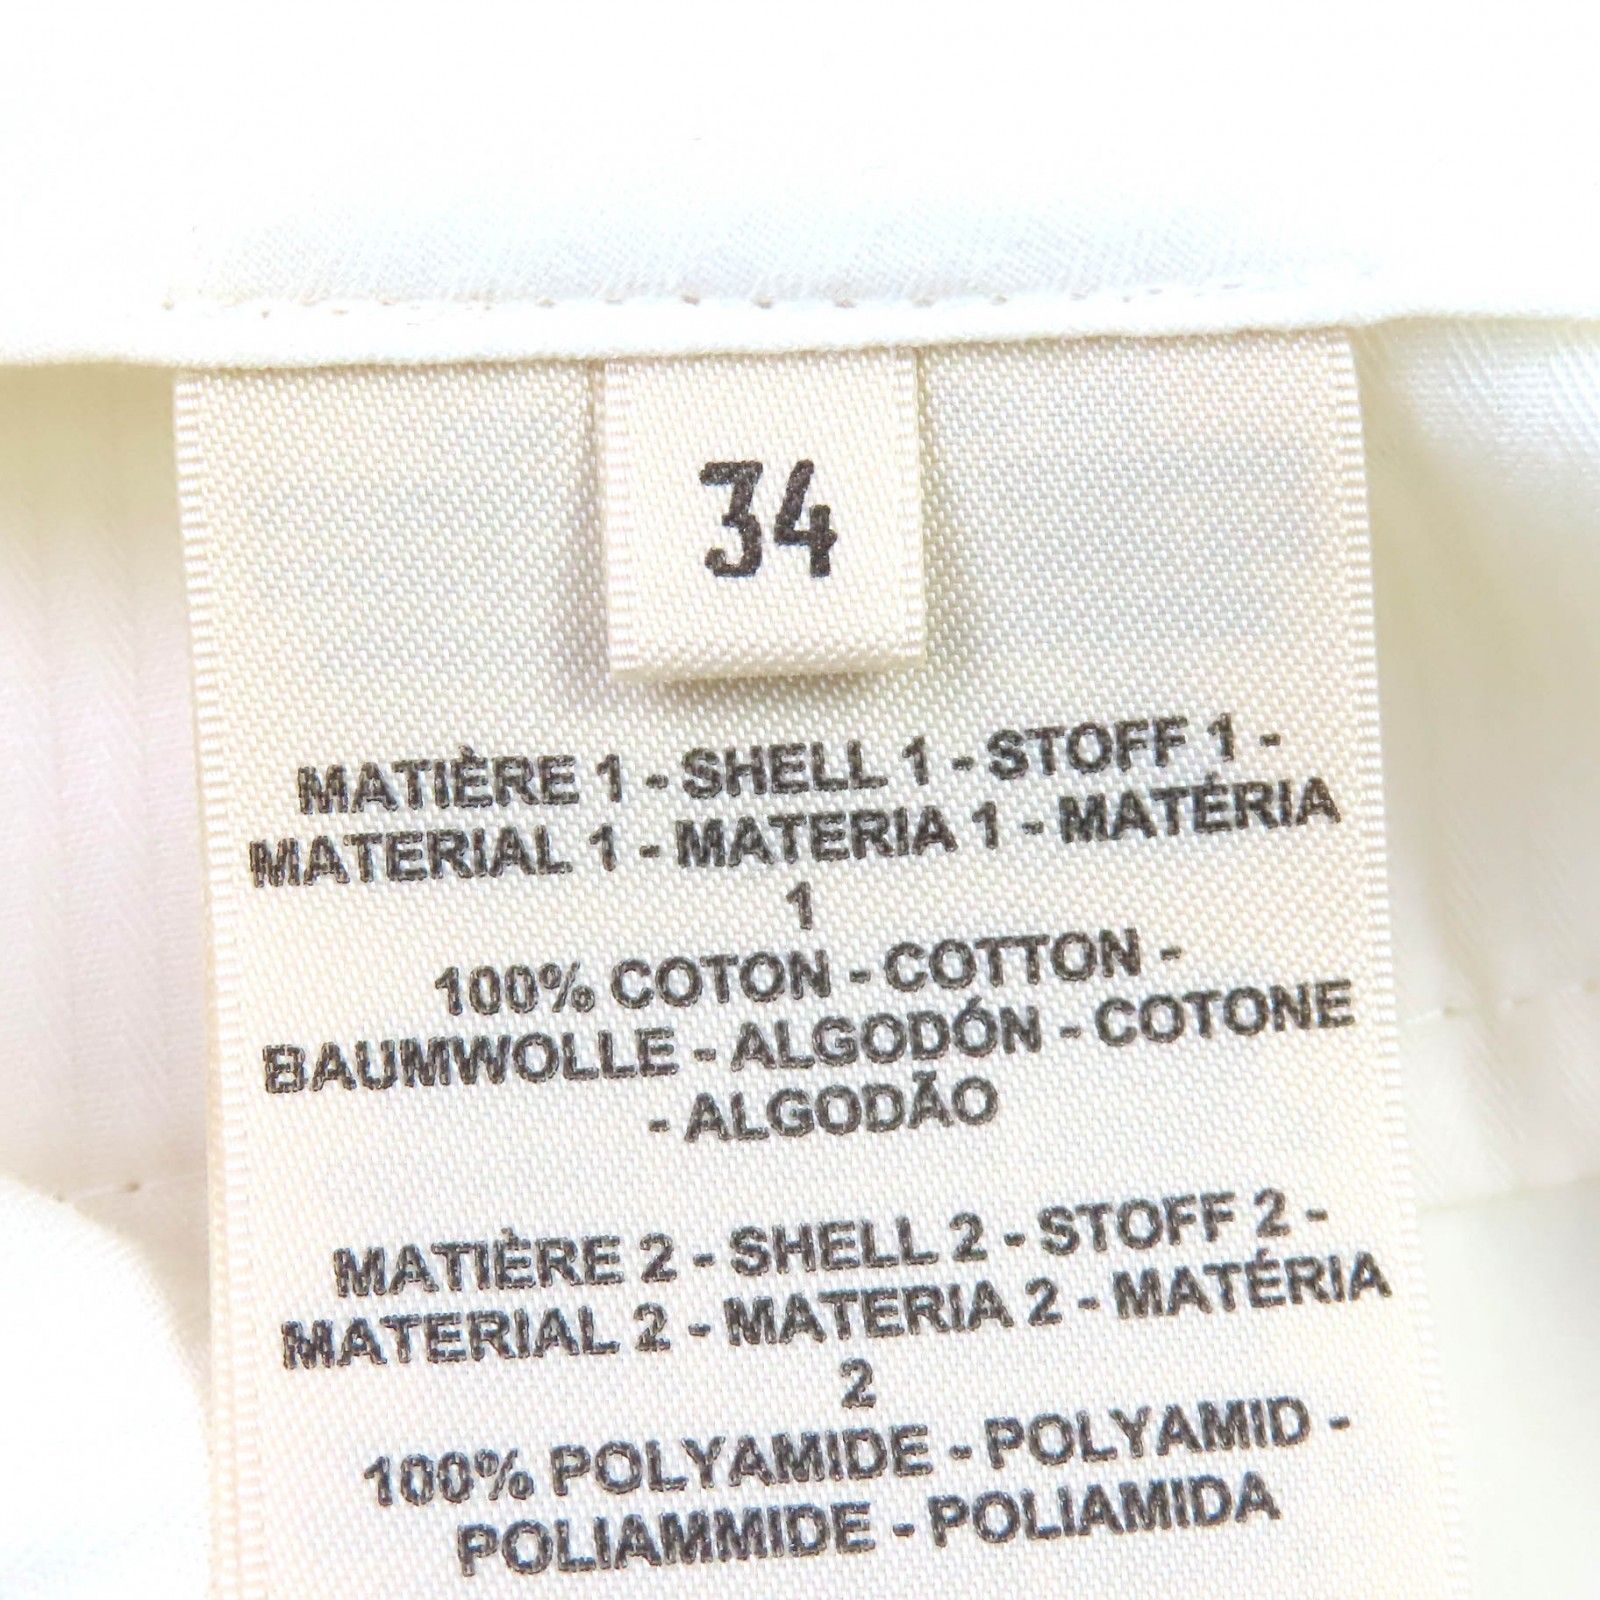 34
MATIÈRE 1 - SHELL 1 - STOFF 1 -
MATERIAL 1 - MATERIA 1 - MATÉRIA
1
100% COTON - COTTON -
BAUMWOLLE - ALGODÓN - COTONE
- ALGODÃO
MATIÈRE 2 - SHELL 2 - STOFF 2 -
MATERIAL 2 - MATERIA 2 - MATÉRIA
2
100% POLYAMIDE - POLYAMID -
POLIAMMIDE - POLIAMIDA